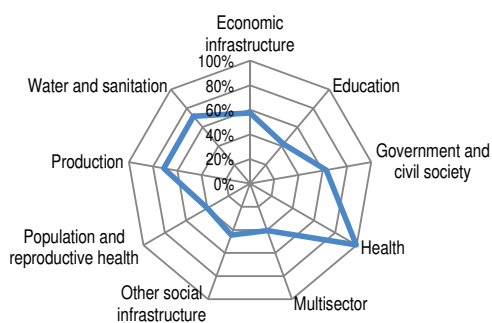 Economic
infrastructure
100%
80%
60%
40%
20%
0%
Education
Government and
civil society
Health
Multisector
Other social
infrastructure
Population and
reproductive health
Production
Water and sanitation